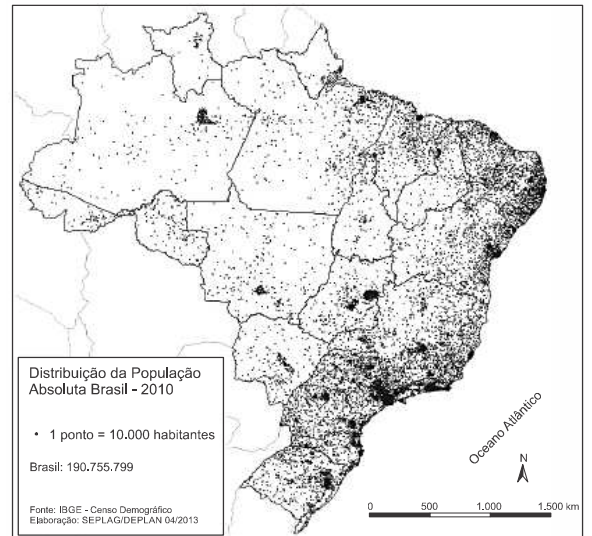 Distribuição da População
Absoluta Brasil - 2010
• 1 ponto = 10.000 habitantes
Brasil: 190.755.799
Fonte: IBGE - Censo Demográfico
Elaboração: SEPLAG/DEPLAN 04/2013
Oceano Atlântico
N
0 500 1.000 1.500 km